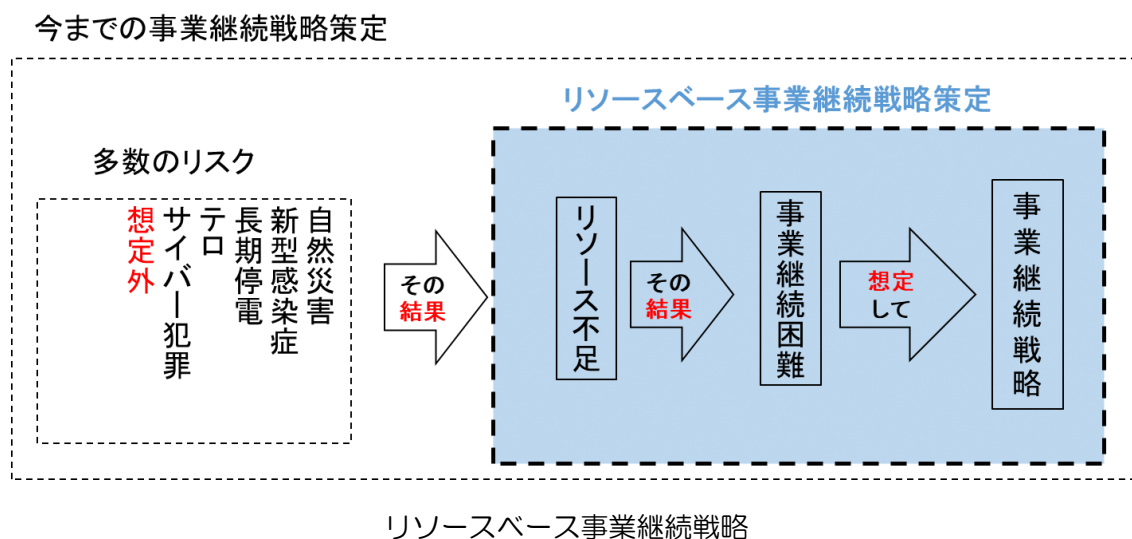 今までの事業継続戦略策定
リソースベース事業継続戦略策定
多数のリスク
自然災害
新型感染症
長期停電
テロ
サイバー犯罪
想定外
その
結果
リソース不足
その
結果
事業継続困難
想定
して
事業継続戦略
リソースベース事業継続戦略